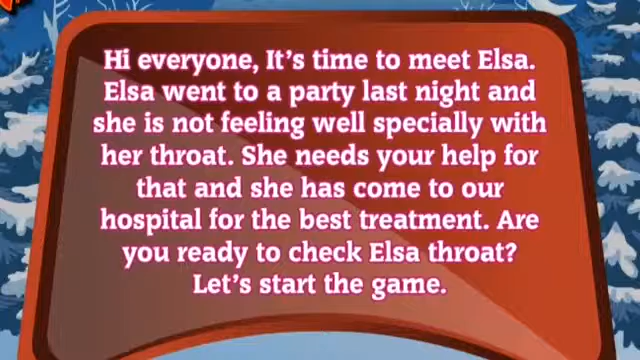 Hi everyone, It's time to meet Elsa.
Elsa went to a party last night and
she is not feeling well specially with
her throat. She needs your help for
that and she has come to our
hospital for the best treatment. Are
you ready to check Elsa throat?
Let's start the game.